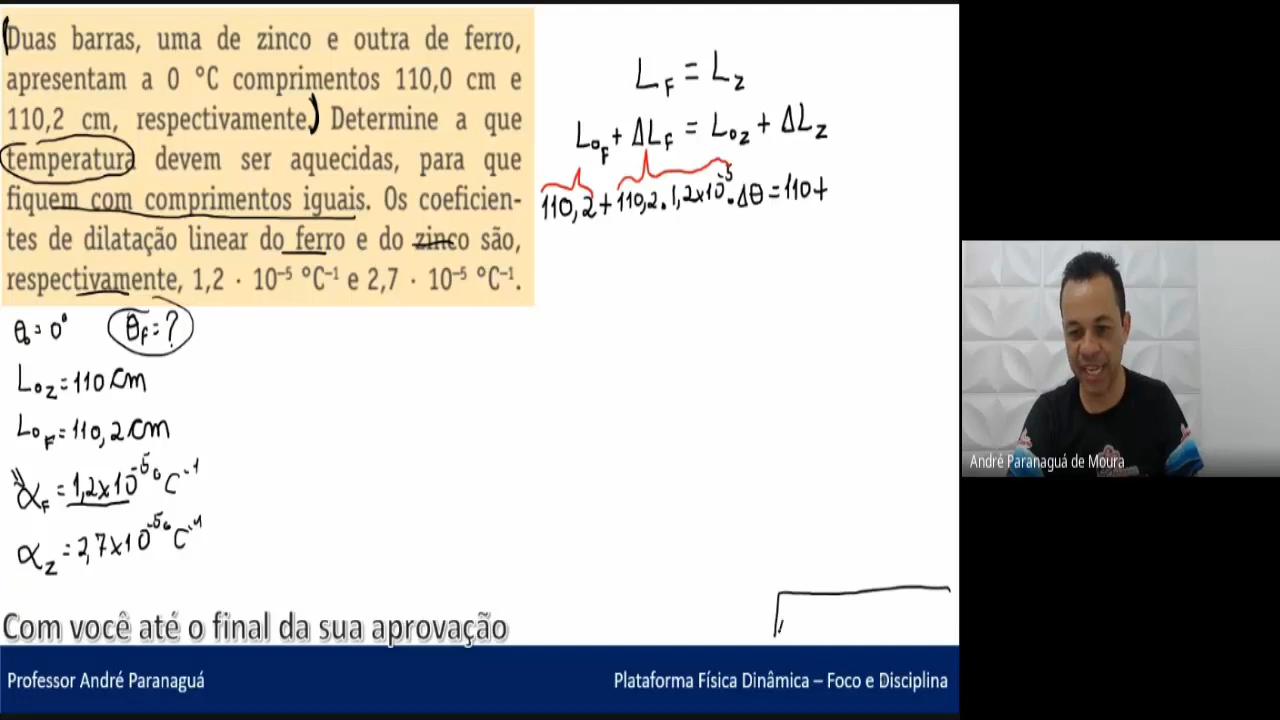 Duas barras, uma de zinco e outra de ferro,
apresentam a 0 °C comprimentos 110,0 cm e
110,2 cm, respectivamente. Determine a que
temperatura devem ser aquecidas, para que
fiquem com comprimentos iguais. Os coeficien-
tes de dilatação linear do ferro e do zinco são,
respectivamente, 1,2 · 10⁻⁵ °C⁻¹ e 2,7 · 10⁻⁵ °C⁻¹.
θ₀ = 0° θF = ?
L₀Z = 110 cm
L₀F = 110,2 cm
αF = 1,2x10⁻⁵ °C⁻¹
αZ = 2,7x10⁻⁵ °C⁻¹
LF = LZ
L₀F + ΔLF = L₀Z + ΔLZ
110,2 + 110,2 . 1,2x10⁻⁵ . Δθ = 110 +
André Paranaguá de Moura
Com você até o final da sua aprovação
Professor André Paranaguá
Plataforma Física Dinâmica – Foco e Disciplina